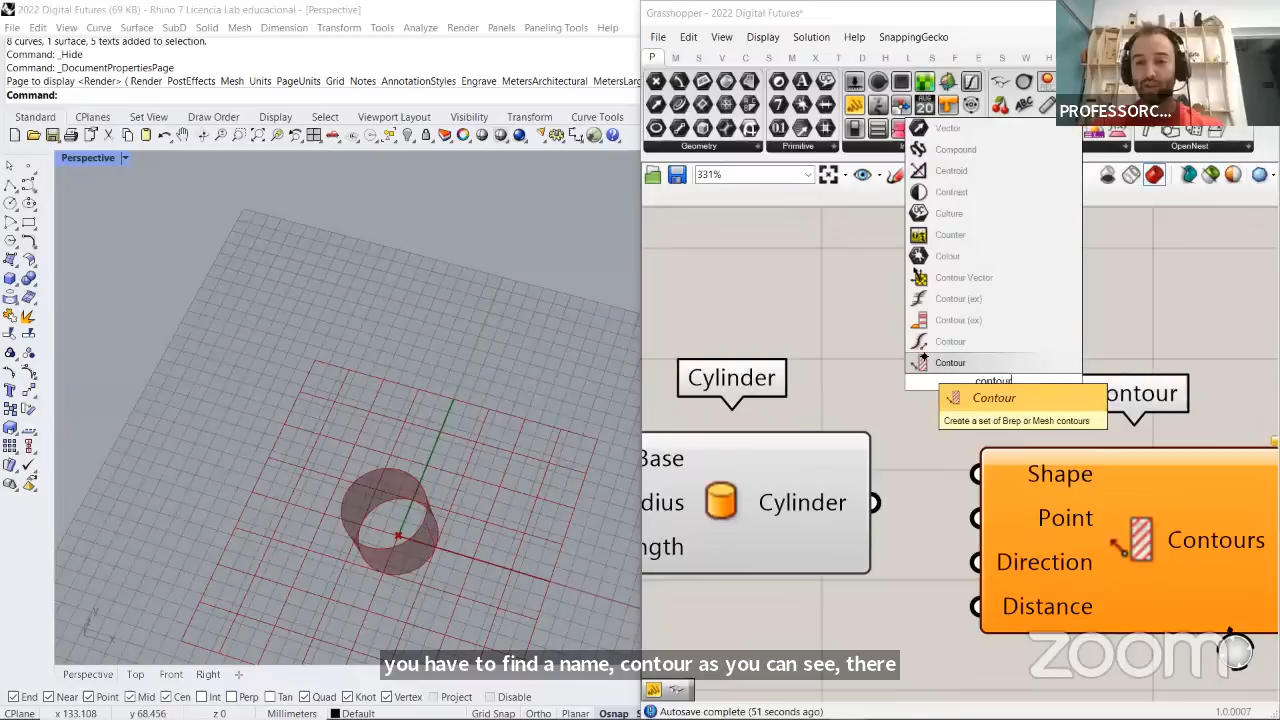 2022 Digital Futures (69 KB) - Rhino 7 Licencia Lab educacional - [Perspective]
File Edit View Curve Surface SubD Solid Mesh Dimension Transform Tools Analyze Render Panels Paneling Tools Help
8 curves, 1 surface, 5 texts added to selection.
Command: _Hide
Command: _DocumentPropertiesPage
Page to display <Render> ( Render PostEffects Mesh Units PageUnits Grid Notes AnnotationStyles Engrave MetersArchitectural MetersLarg
Command:
Standard CPlanes Set View Display Select Viewport Layout Visibility Transform Curve Tools
Perspective
Perspective Top Front Right
End Near Point Mid Cen Int Perp Tan Quad Knot Vertex Project Disable
CPlane x 133.108 y 68.456 z 0 Millimeters Default Grid Snap Ortho Planar Osnap
Grasshopper - 2022 Digital Futures*
File Edit View Display Solution Help SnappingGecko
P M S V C S M D L S F E S W O H
Geometry Primitive OpenNest
331%
Vector
Compound
Centroid
Contrast
Culture
Counter
Colour
Contour Vector
Contour (ex)
Contour (ex)
Contour
Contour
contour
Contour
Create a set of Brep or Mesh contours
Cylinder
ontour
Base
dius
ngth
Cylinder
Shape
Point
Direction
Distance
Contours
PROFESSORC...
zoom
you have to find a name, contour as you can see, there
Autosave complete (51 seconds ago)
1.0.0007